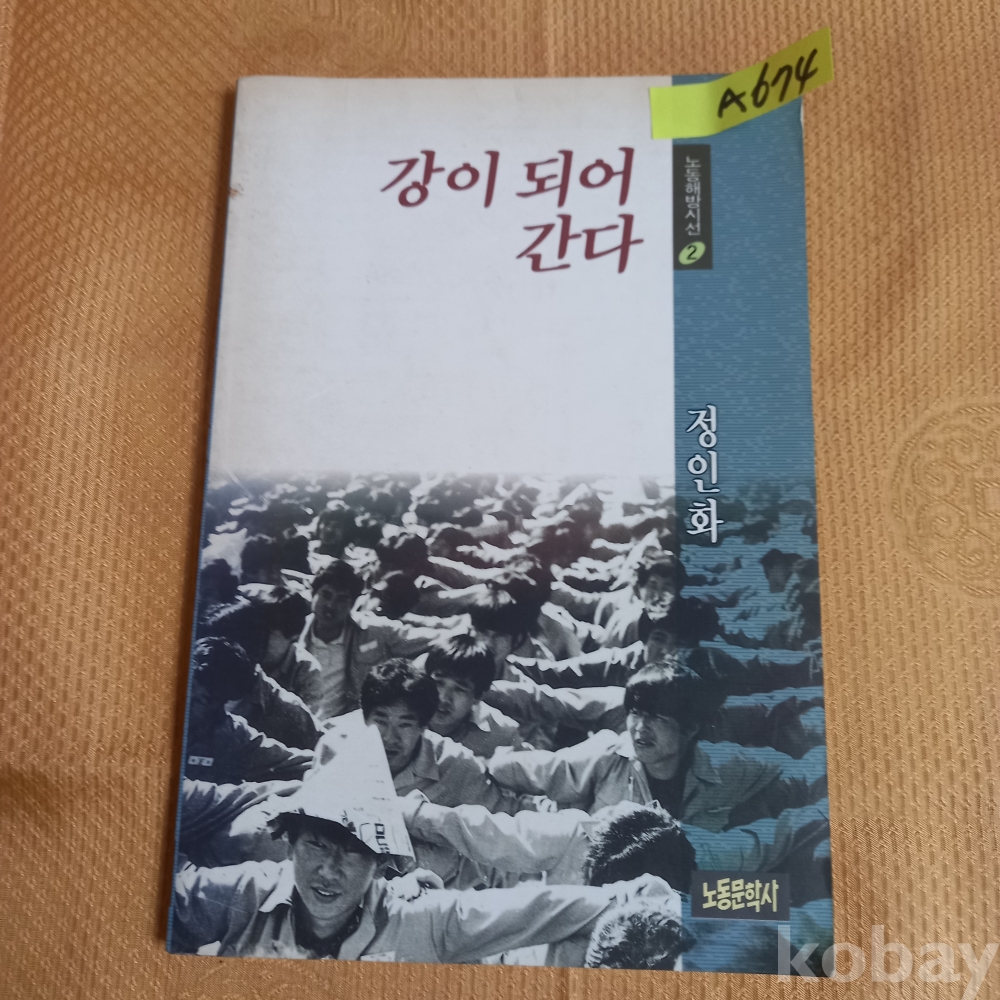 A674
강이 되어
간다
노동해방시선
2
정인화
노동문학사
kobay